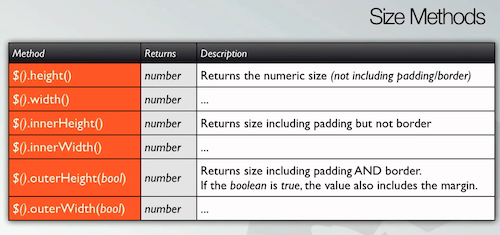 Size Methods
Method Returns Description
$().height() number Returns the numeric size (not including padding/border)
$().width() number ...
$().innerHeight() number Returns size including padding but not border
$().innerWidth() number ...
$().outerHeight(bool) number Returns size including padding AND border.
If the boolean is true, the value also includes the margin.
$().outerWidth(bool) number ...